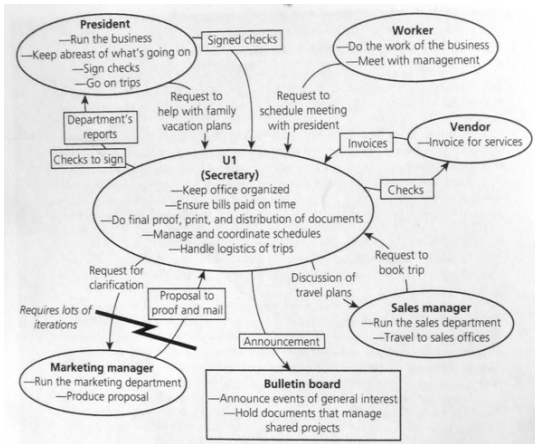 President
—Run the business
—Keep abreast of what's going on
—Sign checks
—Go on trips
Signed checks
Worker
—Do the work of the business
—Meet with management
Request to
help with family
vacation plans
Request to
schedule meeting
with president
Department's
reports
Checks to sign
Vendor
—Invoice for services
Invoices
Checks
U1
(Secretary)
—Keep office organized
—Ensure bills paid on time
—Do final proof, print, and distribution of documents
—Manage and coordinate schedules
—Handle logistics of trips
Request to
book trip
Request for
clarification
Proposal to
proof and mail
Discussion of
travel plans
Requires lots of
iterations
Sales manager
—Run the sales department
—Travel to sales offices
Announcement
Marketing manager
—Run the marketing department
—Produce proposal
Bulletin board
—Announce events of general interest
—Hold documents that manage
shared projects